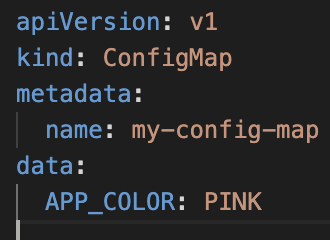 apiVersion: v1
kind: ConfigMap
metadata:
  name: my-config-map
data:
  APP_COLOR: PINK